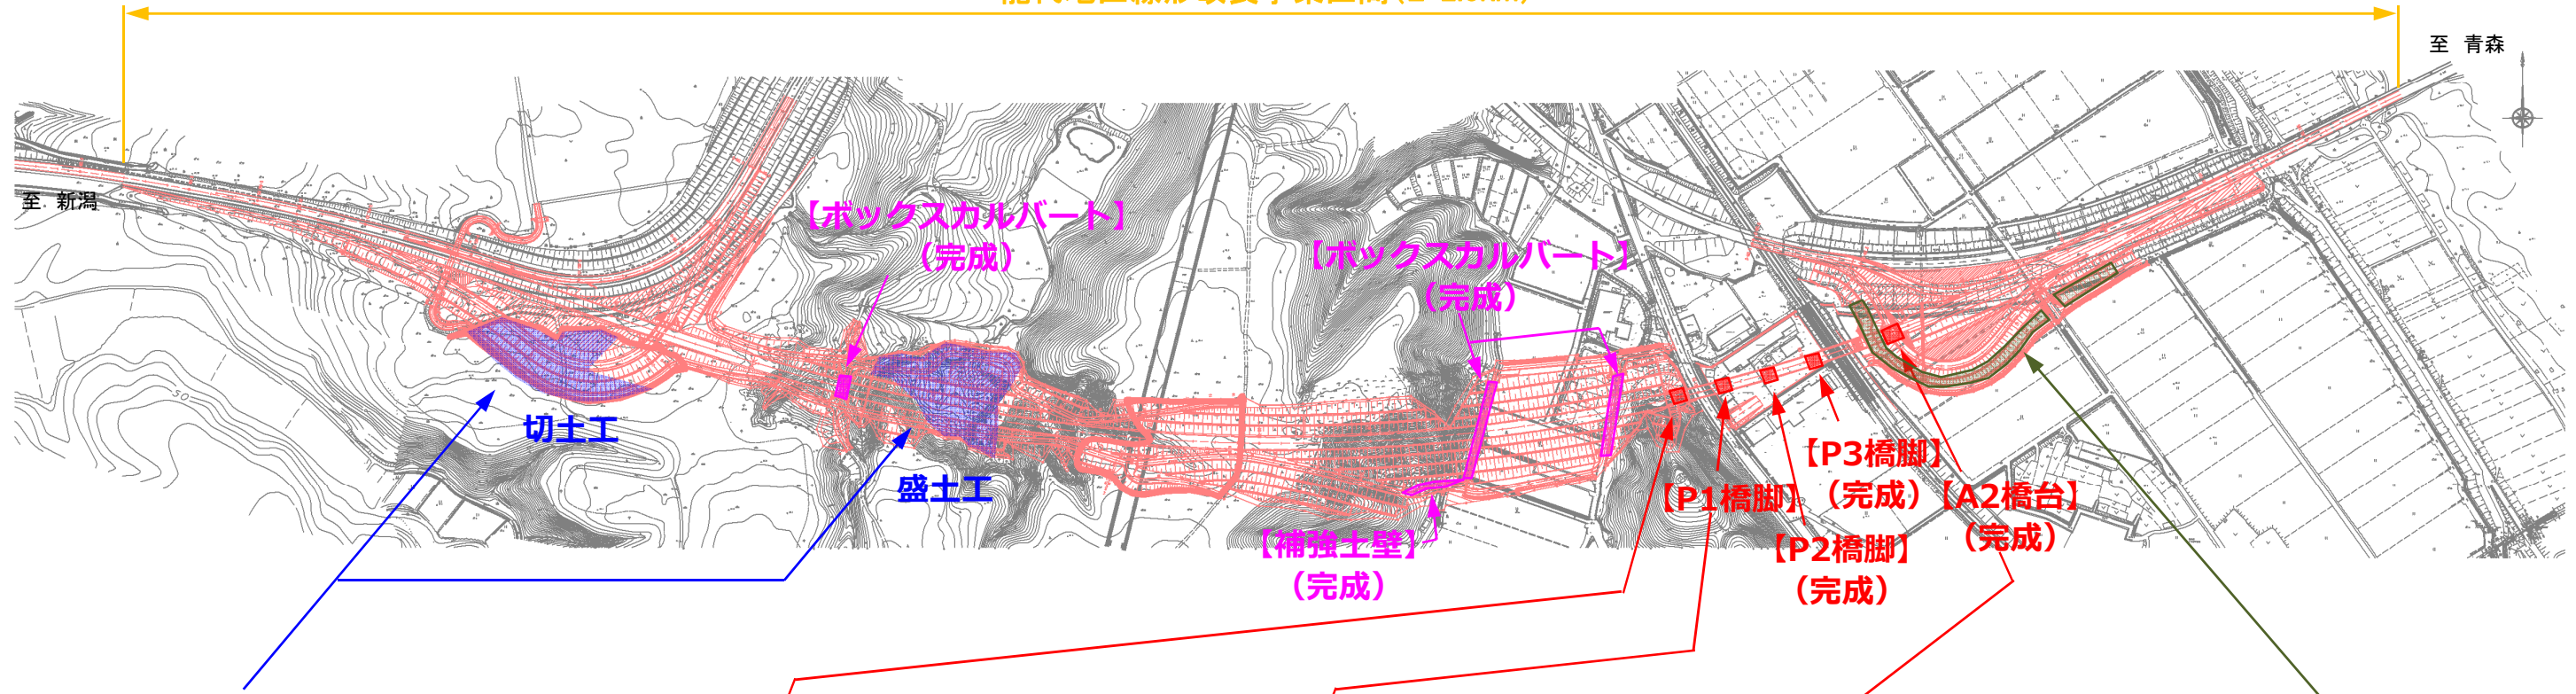 至 青森
至 新潟
【ボックスカルバート】
（完成）
【ボックスカルバート】
（完成）
切土工
盛土工
【補強土壁】
（完成）
【P1橋脚】
【P2橋脚】
（完成）
【P3橋脚】
（完成）
【A2橋台】
（完成）
50